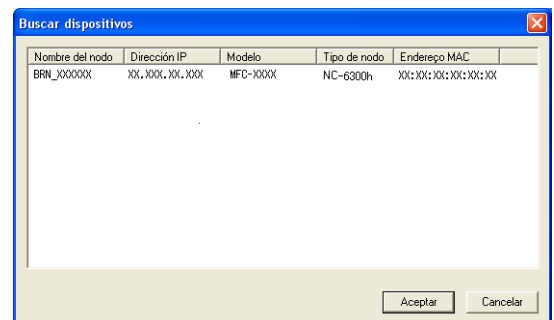 Buscar dispositivos
Nombre del nodo Dirección IP Modelo Tipo de nodo Endereço MAC
BRN_XXXXXX XX.XXX.XX.XXX MFC-XXXX NC-6300h XX:XX:XX:XX:XX:XX
Aceptar Cancelar